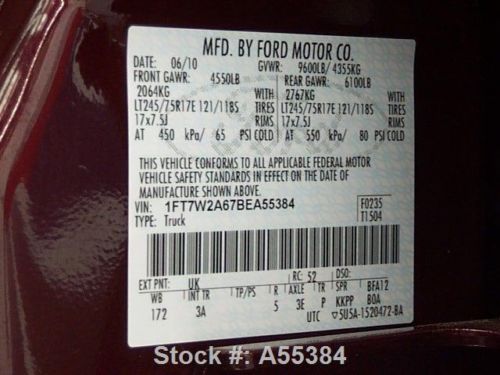 MFD. BY FORD MOTOR CO.
DATE: 06/10 GVWR: 9600LB/ 4355KG
FRONT GAWR: 4550LB REAR GAWR: 6100LB
2064KG WITH 2767KG WITH
LT245/75R17E 121/118S TIRES LT245/75R17E 121/118S TIRES
17x7.5J RIMS 17x7.5J RIMS
AT 450 kPa/ 65 PSI COLD AT 550 kPa/ 80 PSI COLD
THIS VEHICLE CONFORMS TO ALL APPLICABLE FEDERAL MOTOR
VEHICLE SAFETY STANDARDS IN EFFECT ON THE DATE OF
MANUFACTURE SHOWN ABOVE.
VIN: 1FT7W2A67BEA55384 F0235
TYPE: Truck T1504
EXT PNT: UK RC: 52 DSO:
WB INT TR TP/PS R AXLE TR SPR BFA12
172 3A 5 3E P KKPP BOA
UTC ▽5U5A-1520472-BA
Stock #: A55384